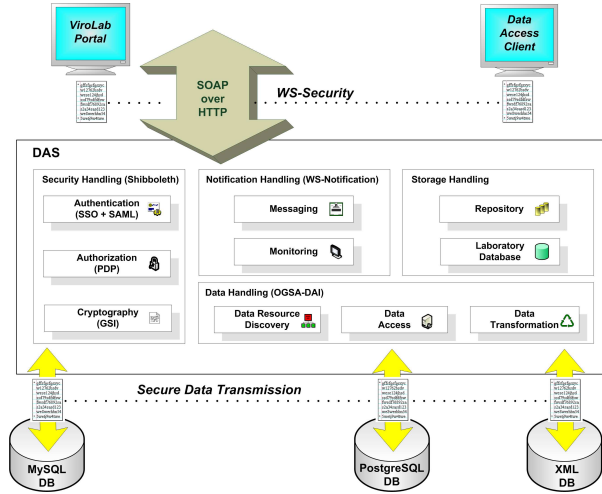 ViroLab
Portal
Data
Access
Client
SOAP
over
HTTP
WS-Security
DAS
Security Handling (Shibboleth)
Notification Handling (WS-Notification)
Storage Handling
Authentication
(SSO + SAML)
Messaging
Repository
Authorization
(PDP)
Monitoring
Laboratory
Database
Data Handling (OGSA-DAI)
Cryptography
(GSI)
Data Resource
Discovery
Data
Access
Data
Transformation
Secure Data Transmission
MySQL
DB
PostgreSQL
DB
XML
DB